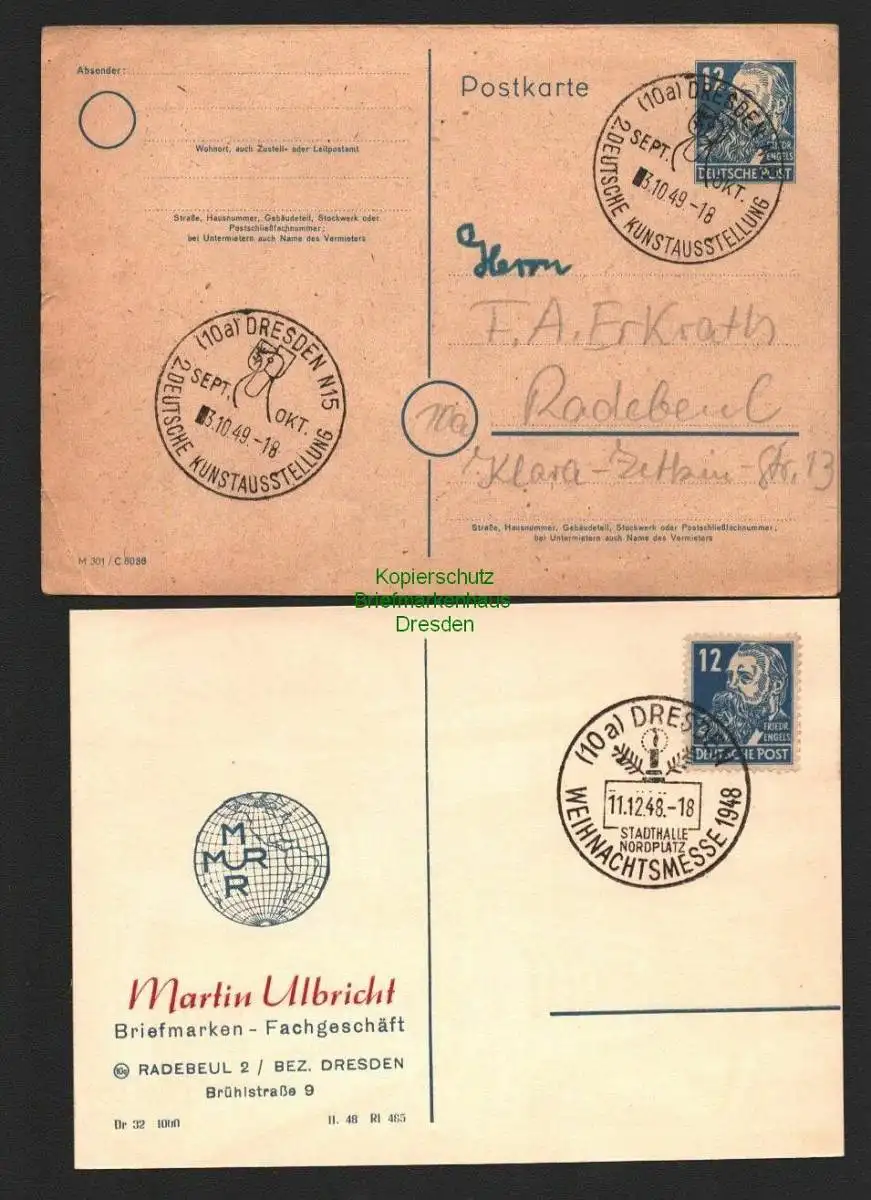 Absender:
Wohnort, auch Zustell- oder Leitpostamt
Straße, Hausnummer, Gebäudeteil, Stockwerk oder
Postschließfachnummer;
bei Untermietern auch Name des Vermieters
Postkarte
12
FRIEDR.
ENGELS
DEUTSCHE POST
(10a) DRESDEN
SEPT.
OKT.
3.10.49.-18
2. DEUTSCHE KUNSTAUSSTELLUNG
Herrn
F. A. Erkrath
Radebeul
10a
Klara-Zetkin-Str. 13
(10a) DRESDEN N15
SEPT.
OKT.
3.10.49.-18
2. DEUTSCHE KUNSTAUSSTELLUNG
Straße, Hausnummer, Gebäudeteil, Stockwerk oder Postschließfachnummer;
bei Untermietern auch Name des Vermieters
M 301 / C 8088
Kopierschutz
Briefmarkenhaus
Dresden
12
FRIEDR.
ENGELS
DEUTSCHE POST
(10a) DRESDEN
11.12.48.-18
STADTHALLE
NORDPLATZ
WEIHNACHTSMESSE 1948
M
MURR
R
Martin Ulbricht
Briefmarken - Fachgeschäft
10a RADEBEUL 2 / BEZ. DRESDEN
Brühlstraße 9
Dr 32 1000
11. 48 Rl 465